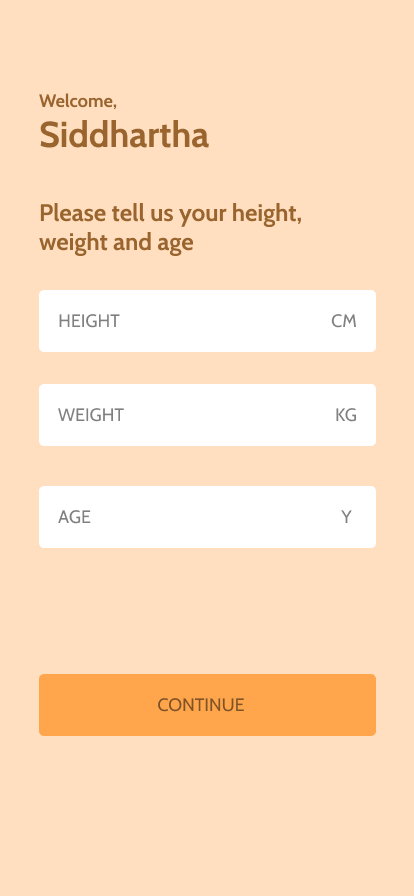 Welcome,
Siddhartha
Please tell us your height,
weight and age
HEIGHT CM
WEIGHT KG
AGE Y
CONTINUE